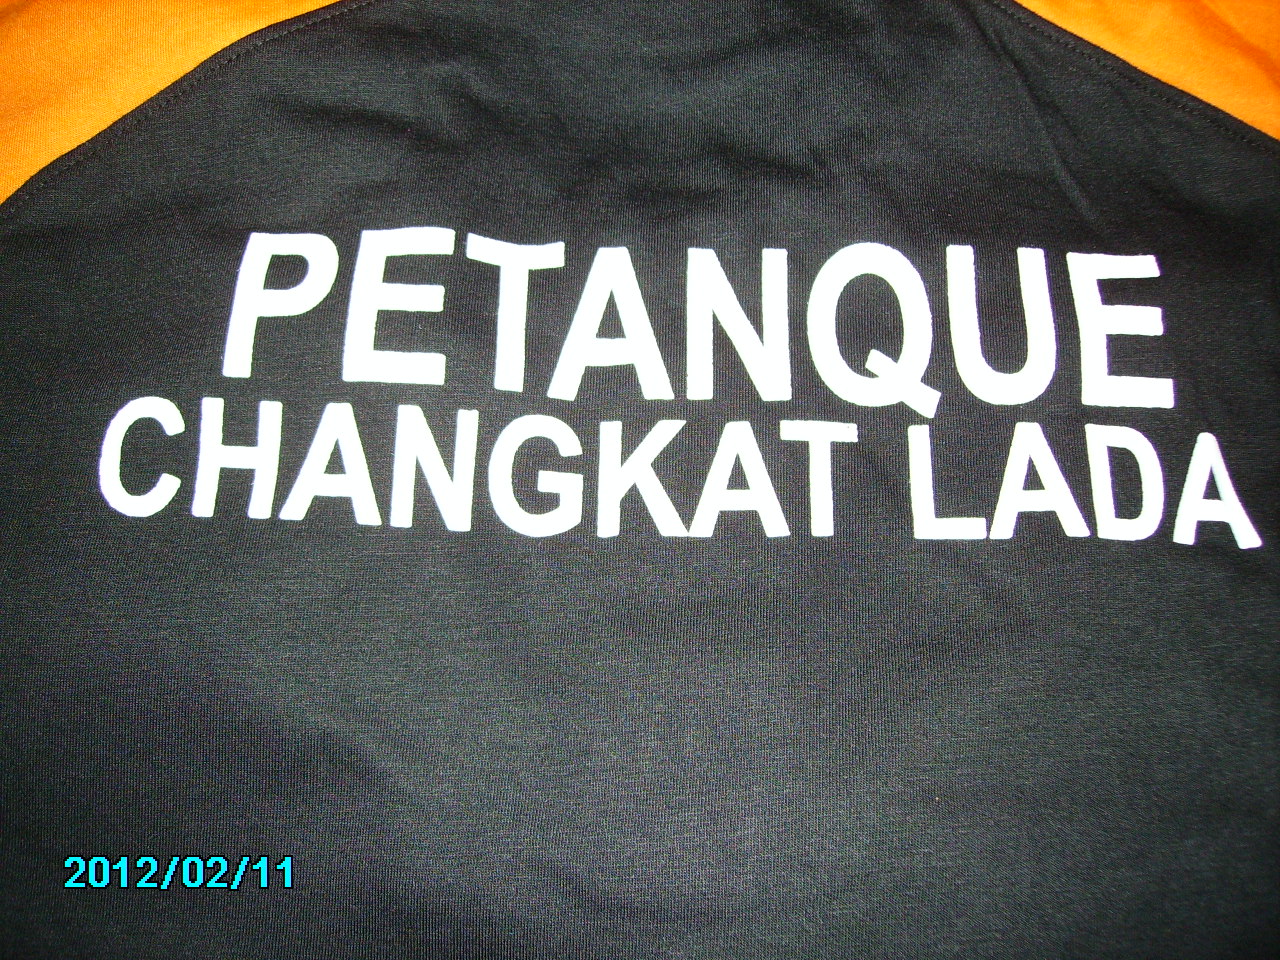 PETANQUE
CHANGKAT LADA
2012/02/11